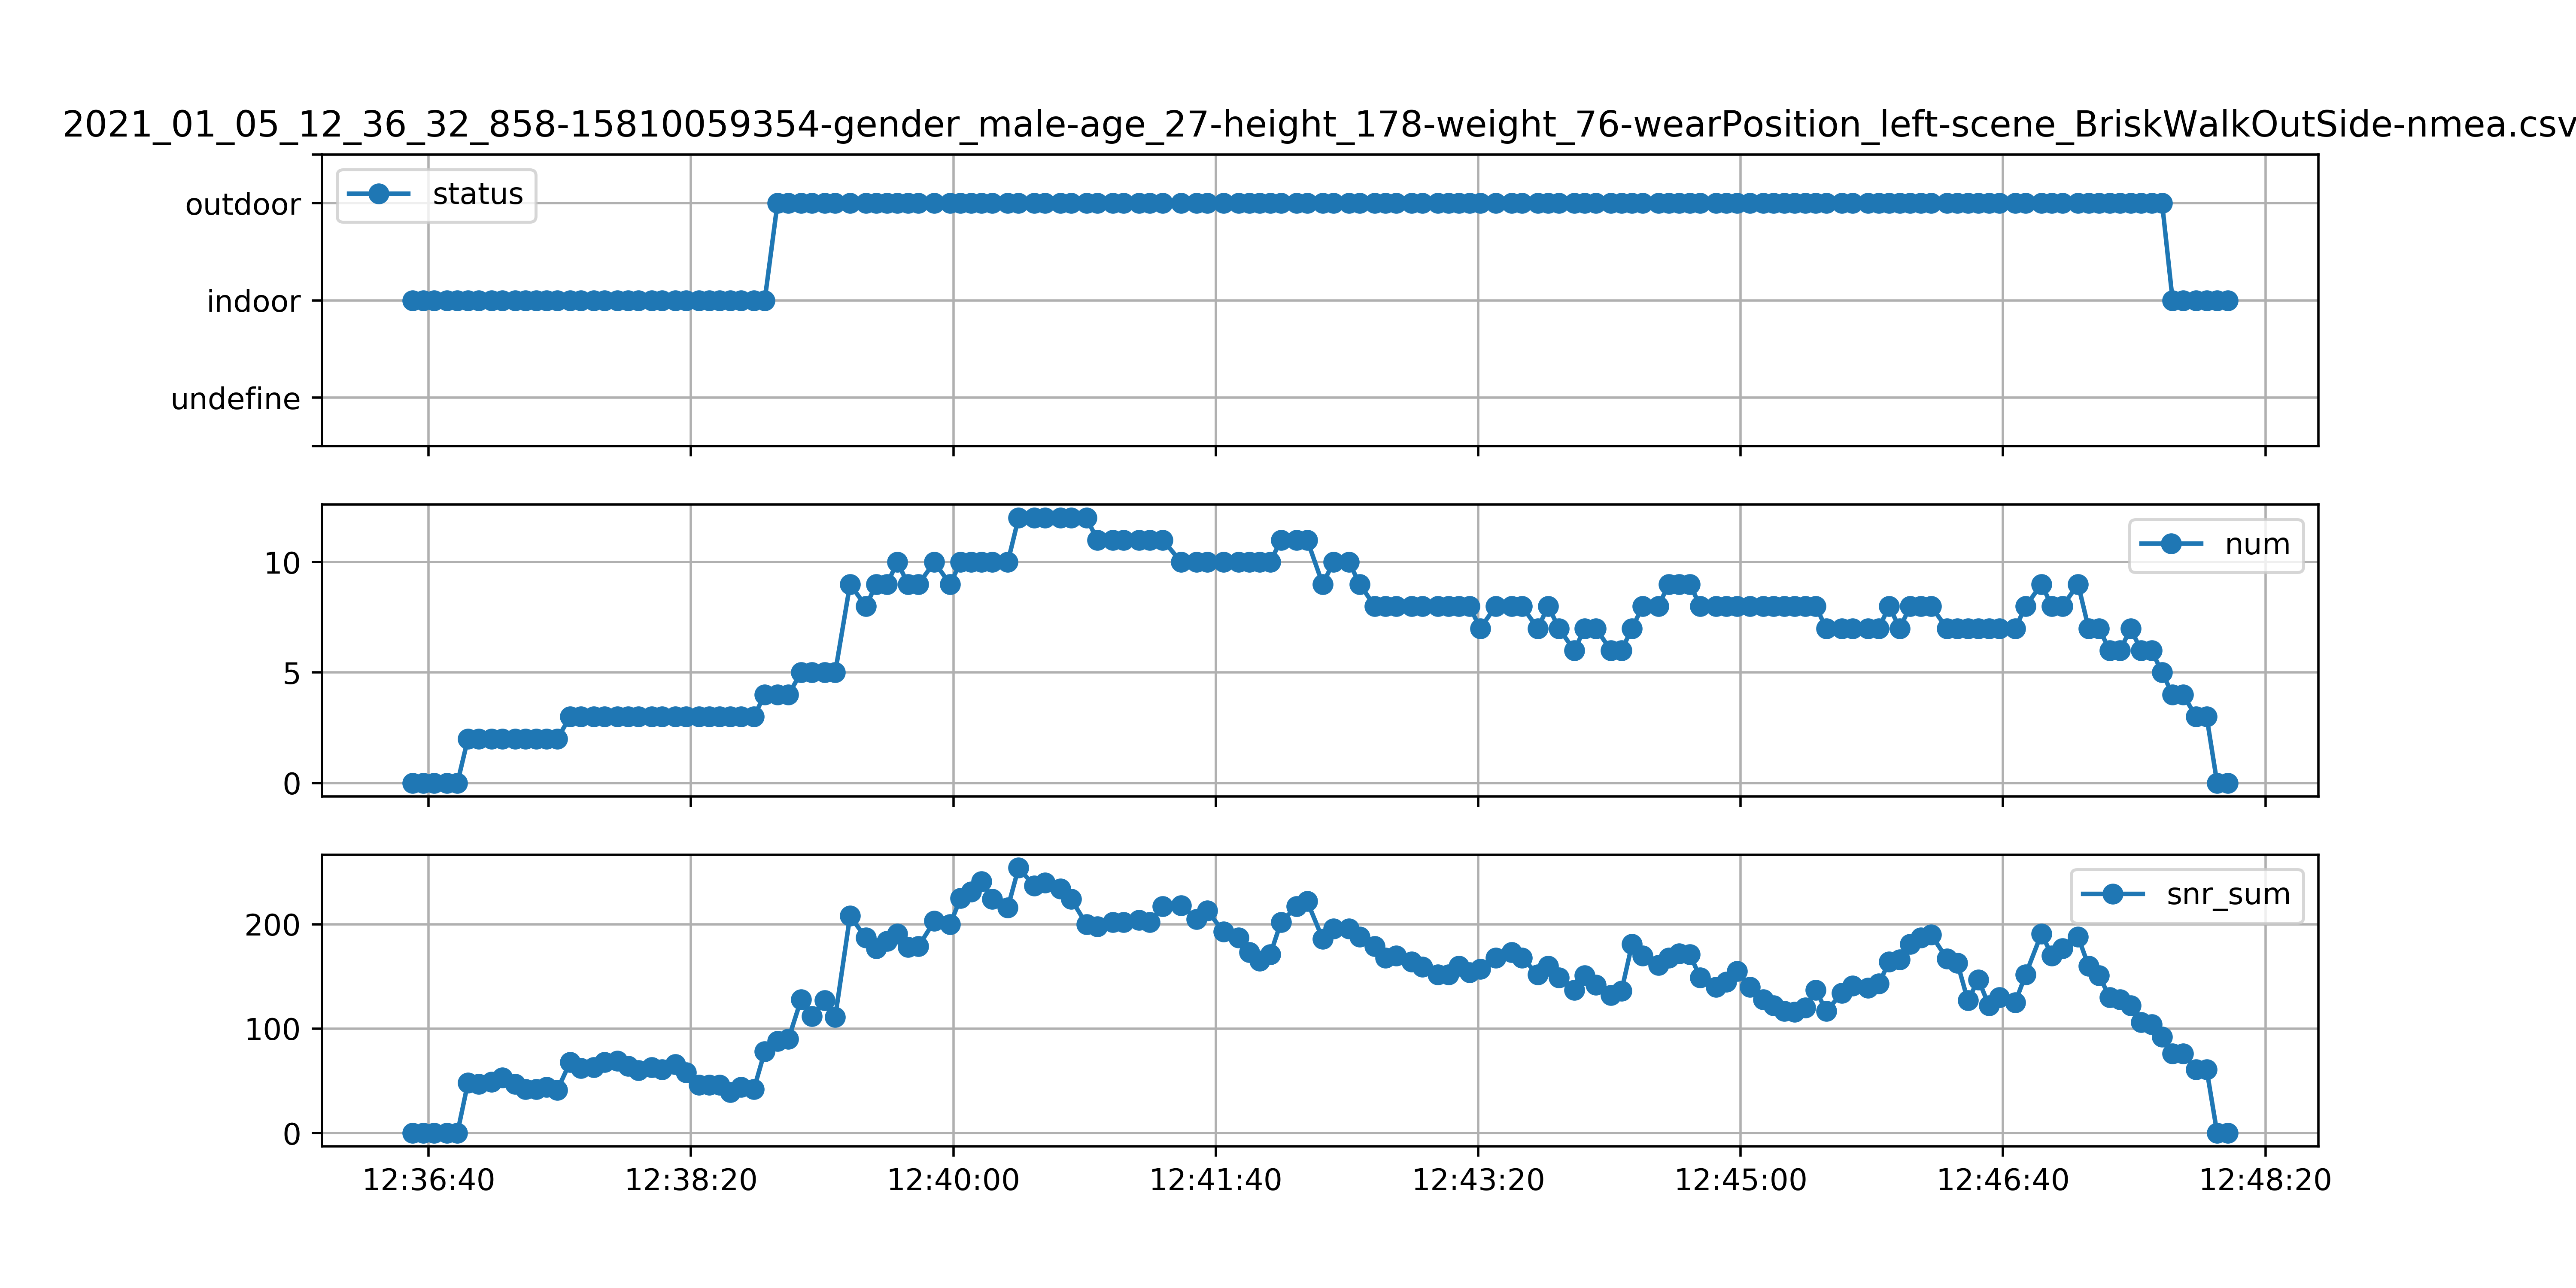 2021_01_05_12_36_32_858-15810059354-gender_male-age_27-height_178-weight_76-wearPosition_left-scene_BriskWalkOutSide-nmea.csv
status
outdoor
indoor
undefine
num
10
5
0
snr_sum
200
100
0
12:36:40 12:38:20 12:40:00 12:41:40 12:43:20 12:45:00 12:46:40 12:48:20